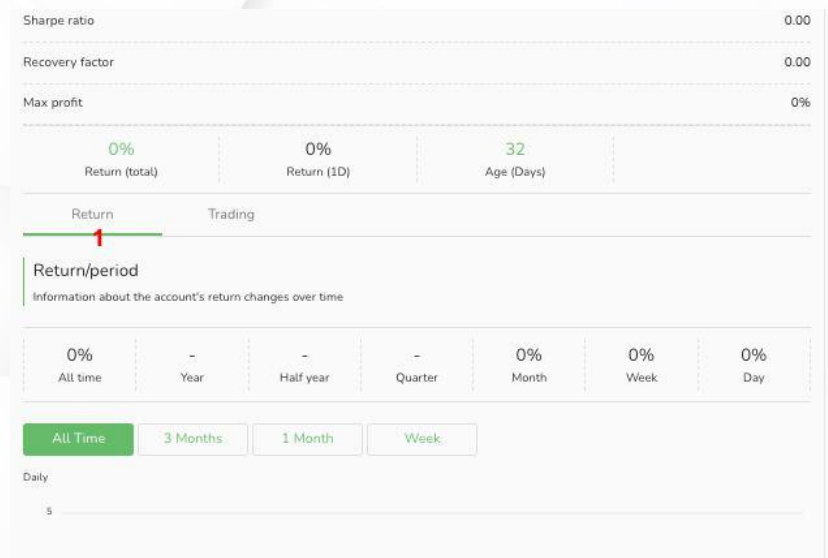 Sharpe ratio 0.00
Recovery factor 0.00
Max profit 0%
0% 0% 32
Return (total) Return (1D) Age (Days)
Return Trading
1
Return/period
Information about the account's return changes over time
0% - - - 0% 0% 0%
All time Year Half year Quarter Month Week Day
All Time 3 Months 1 Month Week
Daily
5